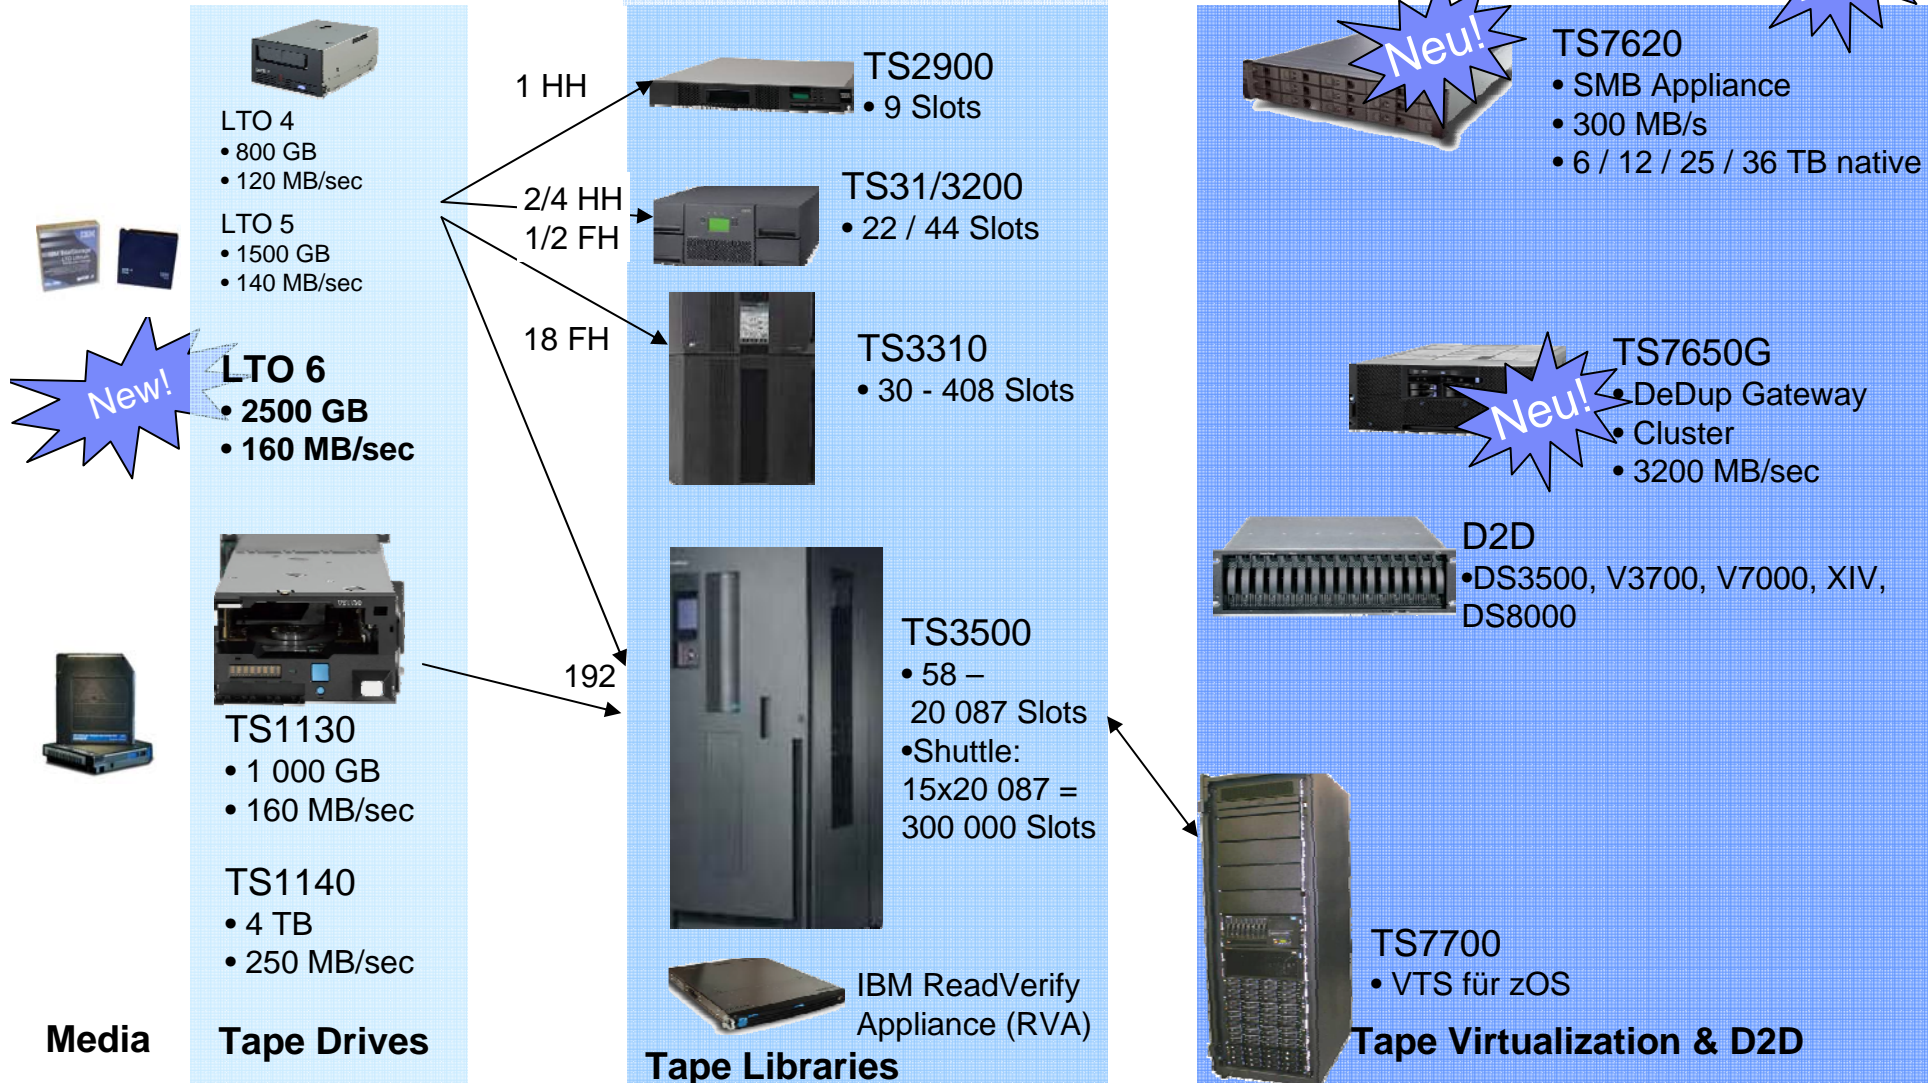 LTO 4
• 800 GB
• 120 MB/sec
LTO 5
• 1500 GB
• 140 MB/sec
New!
LTO 6
• 2500 GB
• 160 MB/sec
TS1130
• 1 000 GB
• 160 MB/sec
TS1140
• 4 TB
• 250 MB/sec
Media
Tape Drives
1 HH
2/4 HH
1/2 FH
18 FH
192
TS2900
• 9 Slots
TS31/3200
• 22 / 44 Slots
TS3310
• 30 - 408 Slots
TS3500
• 58 –
20 087 Slots
•Shuttle:
15x20 087 =
300 000 Slots
IBM ReadVerify
Appliance (RVA)
Tape Libraries
Neu!
TS7620
• SMB Appliance
• 300 MB/s
• 6 / 12 / 25 / 36 TB native
Neu!
TS7650G
• DeDup Gateway
• Cluster
• 3200 MB/sec
D2D
•DS3500, V3700, V7000, XIV,
DS8000
TS7700
• VTS für zOS
Tape Virtualization & D2D